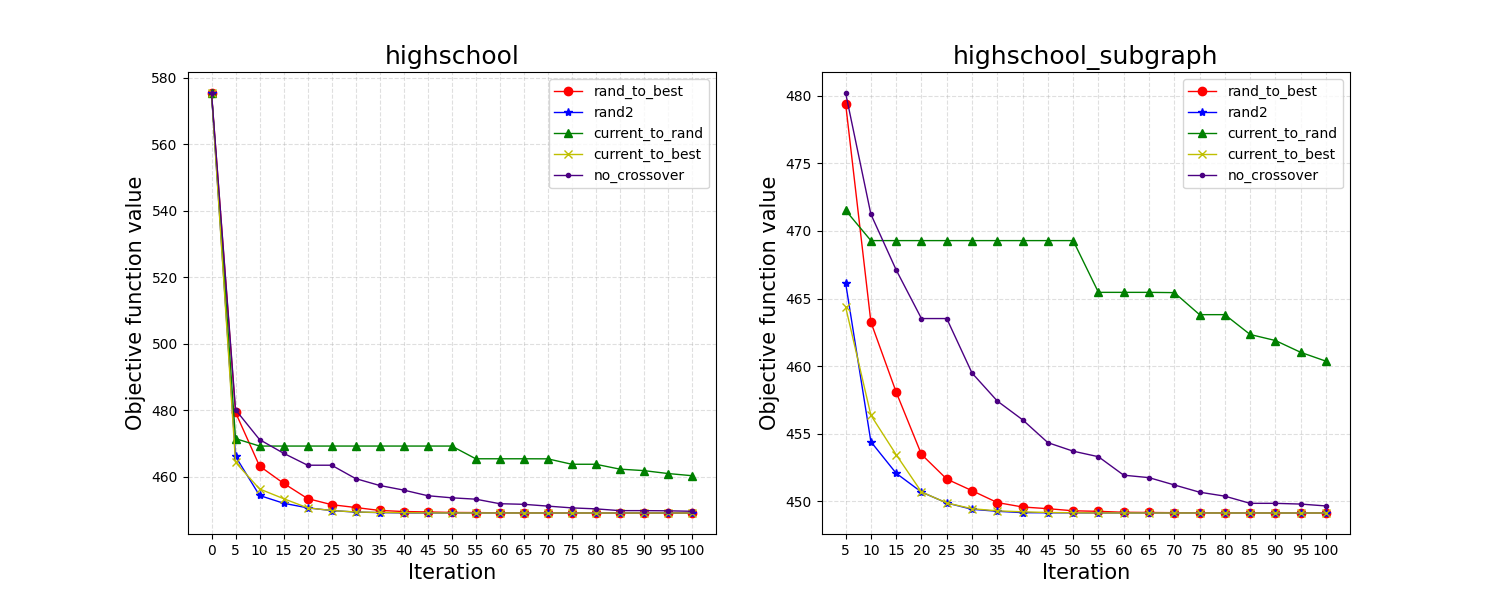 highschool
Objective function value
580
560
540
520
500
480
460
0 5 10 15 20 25 30 35 40 45 50 55 60 65 70 75 80 85 90 95 100
Iteration
rand_to_best
rand2
current_to_rand
current_to_best
no_crossover
highschool_subgraph
Objective function value
480
475
470
465
460
455
450
5 10 15 20 25 30 35 40 45 50 55 60 65 70 75 80 85 90 95 100
Iteration
rand_to_best
rand2
current_to_rand
current_to_best
no_crossover